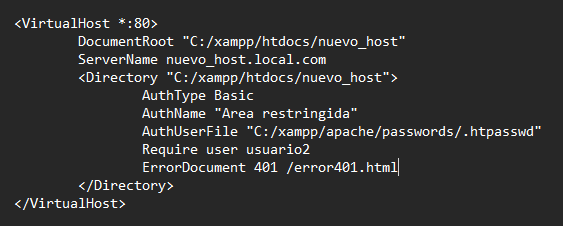 <VirtualHost *:80>
DocumentRoot "C:/xampp/htdocs/nuevo_host"
ServerName nuevo_host.local.com
<Directory "C:/xampp/htdocs/nuevo_host">
AuthType Basic
AuthName "Area restringida"
AuthUserFile "C:/xampp/apache/passwords/.htpasswd"
Require user usuario2
ErrorDocument 401 /error401.html
</Directory>
</VirtualHost>